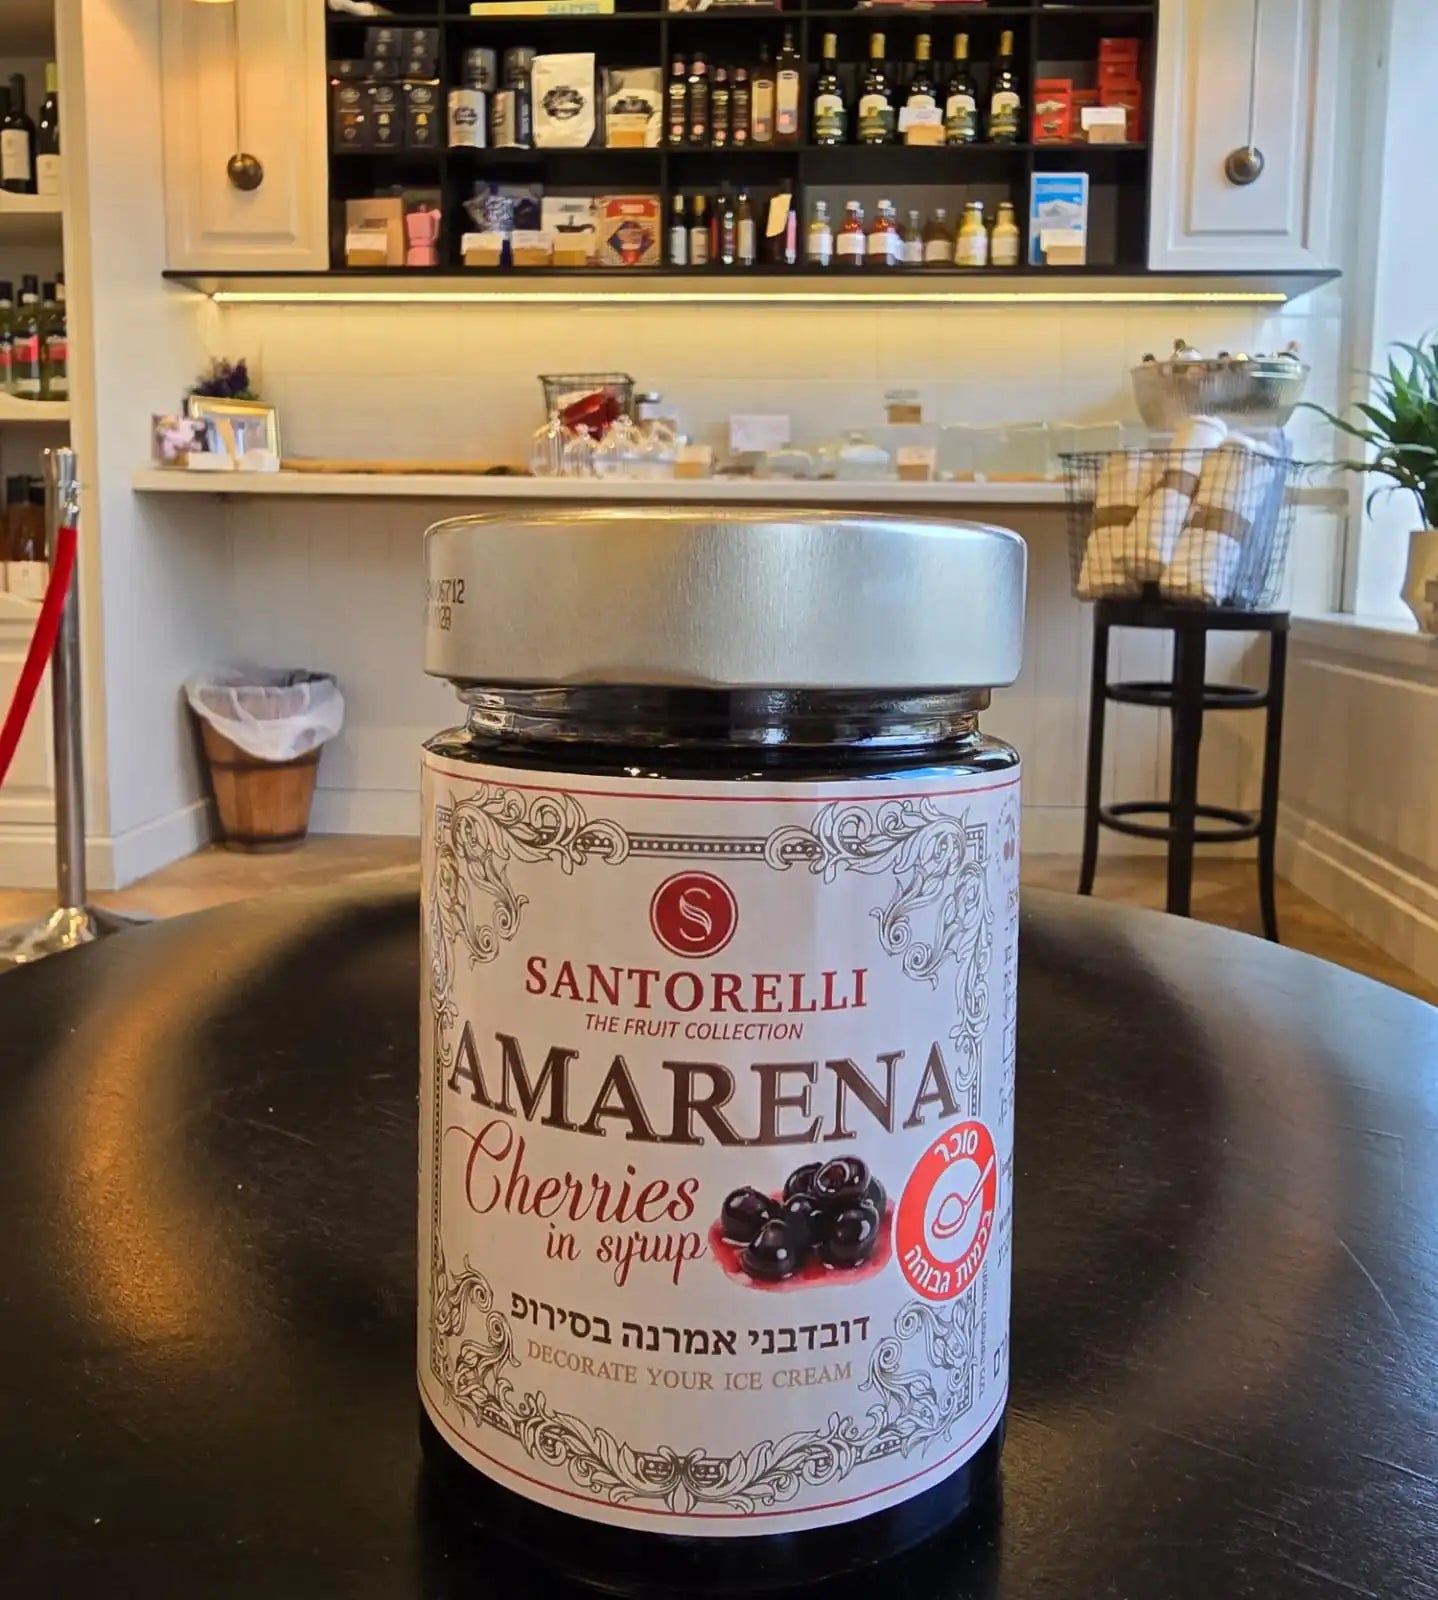 SANTORELLI
THE FRUIT COLLECTION
AMARENA
Cherries
in syrup
סוכר
בכמות גבוהה
דובדבני אמרנה בסירופ
DECORATE YOUR ICE CREAM